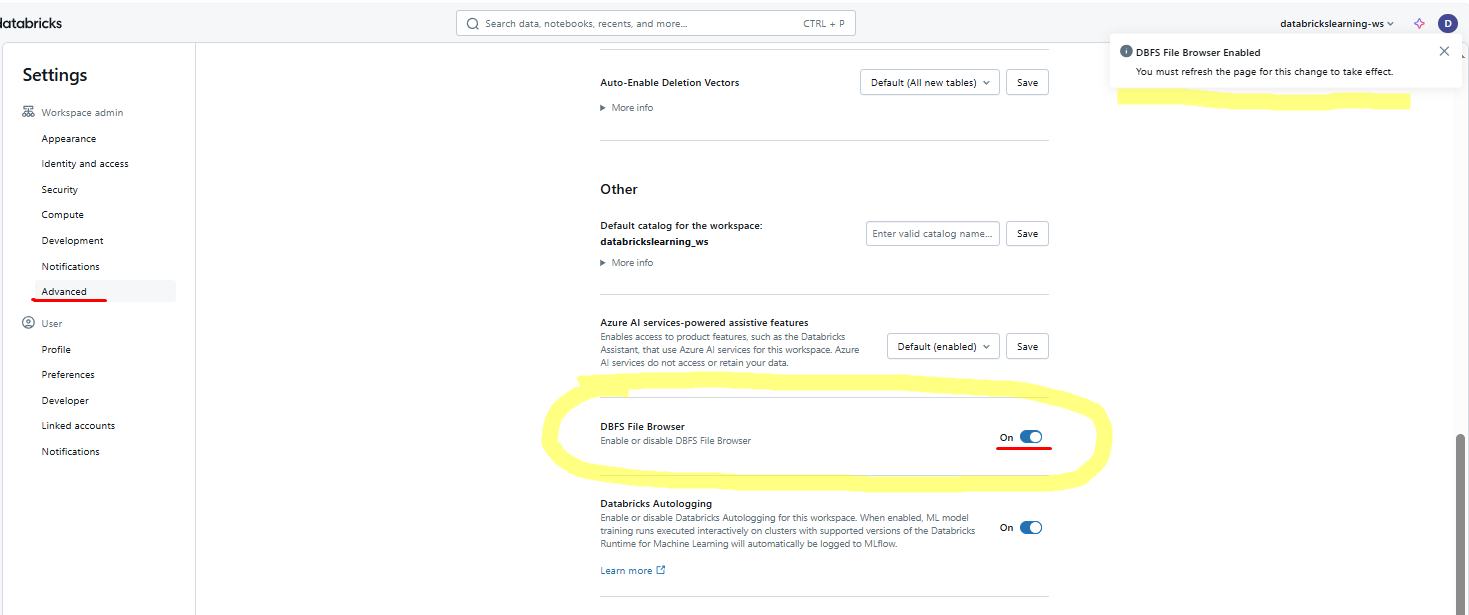 databricks
Search data, notebooks, recents, and more...
CTRL + P
databrickslearning-ws
D
DBFS File Browser Enabled
You must refresh the page for this change to take effect.
Settings
Workspace admin
Appearance
Identity and access
Security
Compute
Development
Notifications
Advanced
User
Profile
Preferences
Developer
Linked accounts
Notifications
Auto-Enable Deletion Vectors
Default (All new tables)
Save
More info
Other
Default catalog for the workspace:
databrickslearning_ws
Enter valid catalog name...
Save
More info
Azure AI services-powered assistive features
Enables access to product features, such as the Databricks
Assistant, that use Azure AI services for this workspace. Azure
AI services do not access or retain your data.
Default (enabled)
Save
DBFS File Browser
Enable or disable DBFS File Browser
On
Databricks Autologging
Enable or disable Databricks Autologging for this workspace. When enabled, ML model
training runs executed interactively on clusters with supported versions of the Databricks
Runtime for Machine Learning will automatically be logged to MLflow.
On
Learn more